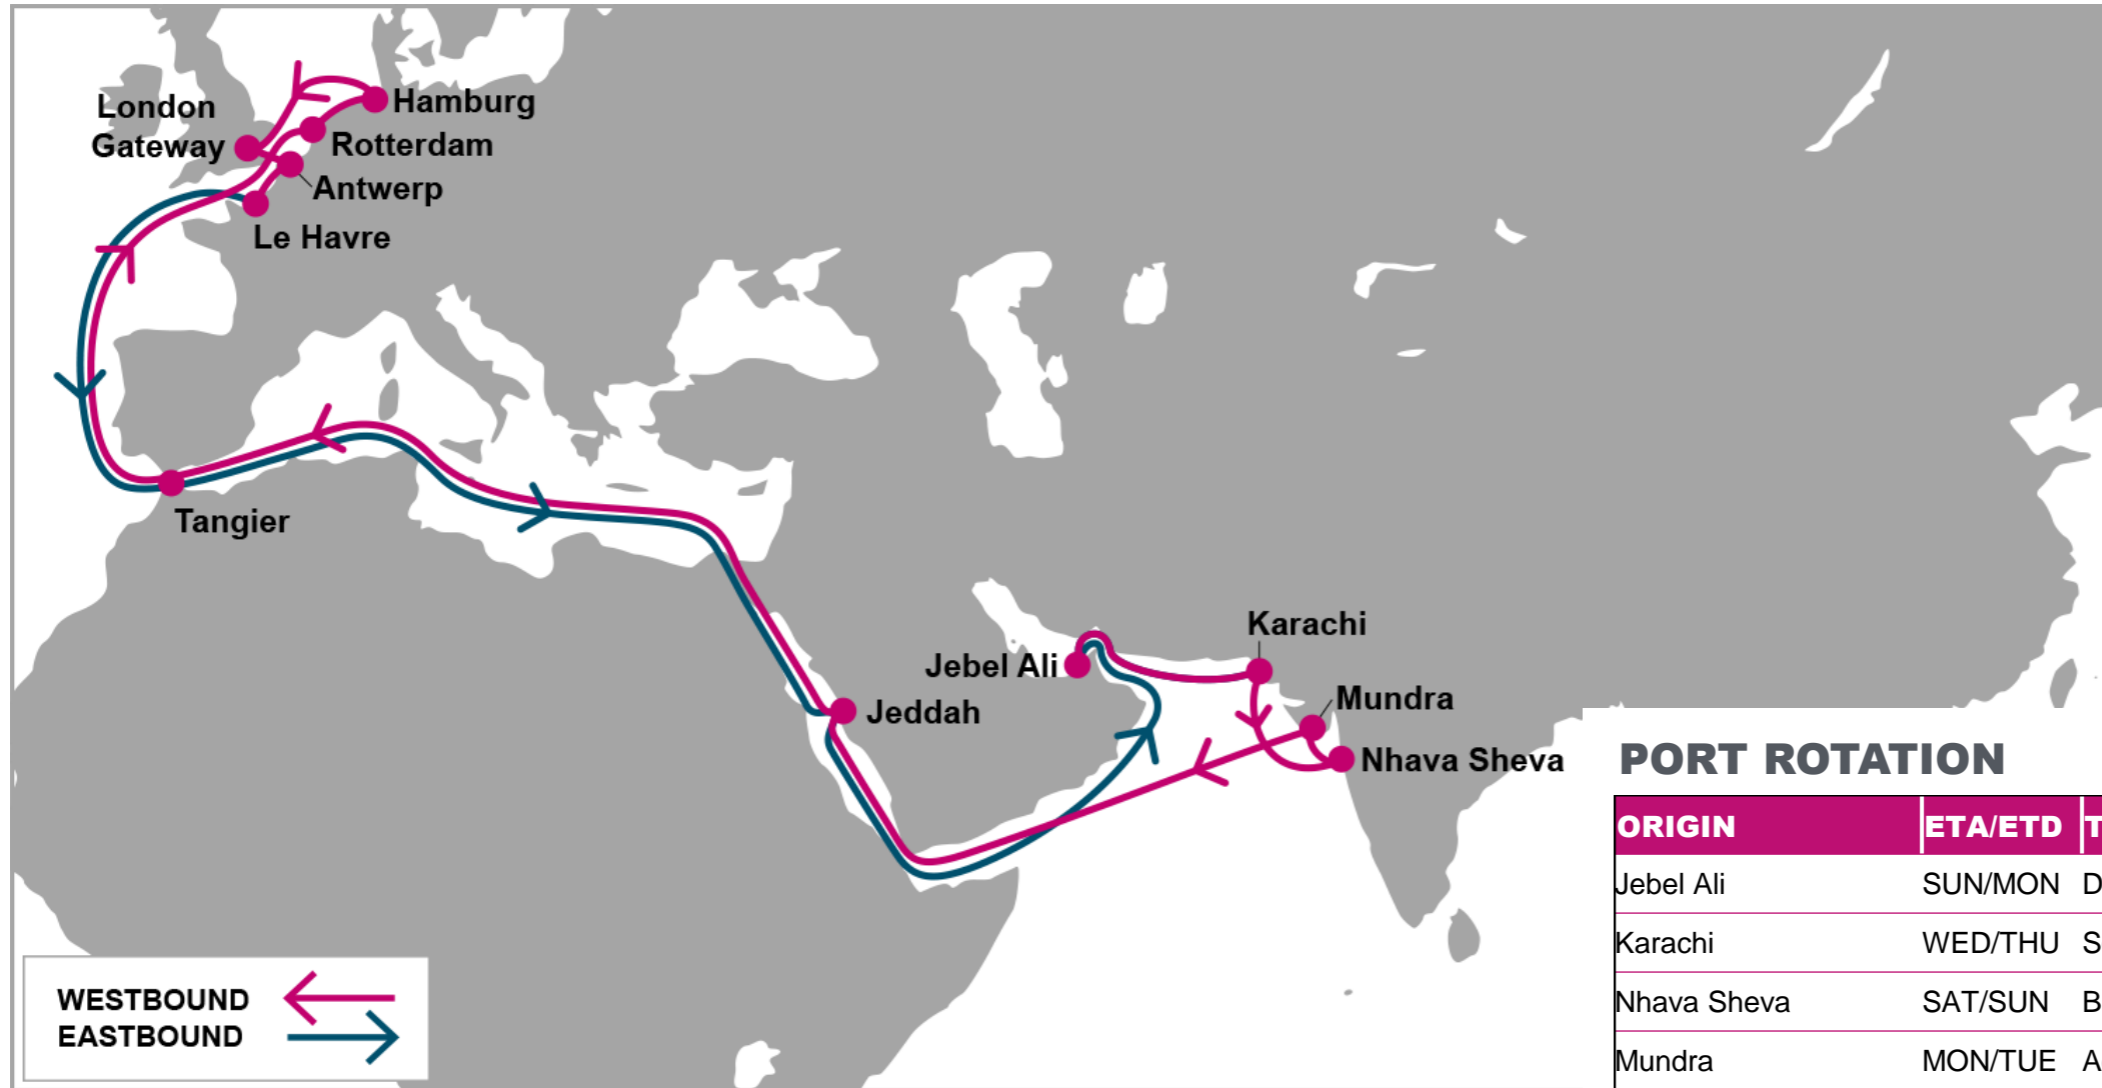 London
Gateway
Hamburg
Rotterdam
Antwerp
Le Havre
Tangier
Jeddah
Jebel Ali
Karachi
Mundra
Nhava Sheva
WESTBOUND
EASTBOUND
PORT ROTATION
ORIGIN ETA/ETD T
Jebel Ali SUN/MON D
Karachi WED/THU S
Nhava Sheva SAT/SUN B
Mundra MON/TUE A